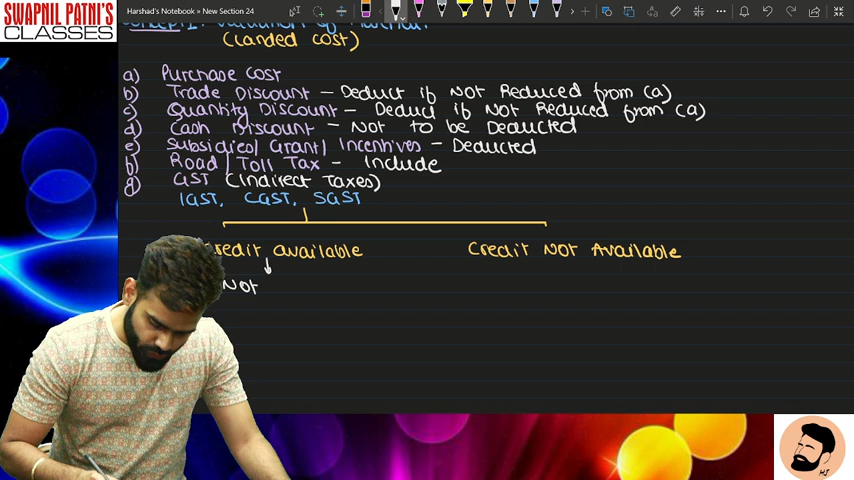 SWAPNIL PATNI'S
CLASSES
Harshad's Notebook » New Section 24
(Landed cost)
a) Purchase cost
b) Trade Discount - Deduct if Not Reduced from (a)
c) Quantity Discount - Deduct if Not Reduced from (a)
d) Cash Discount - Not to be Deducted
e) Subsidies/ Grant/ Incentives - Deducted
f) Road/ Toll Tax - Include
g) GST (Indirect Taxes)
IGST, CGST, SGST
Credit available Credit Not Available
Not
HJ